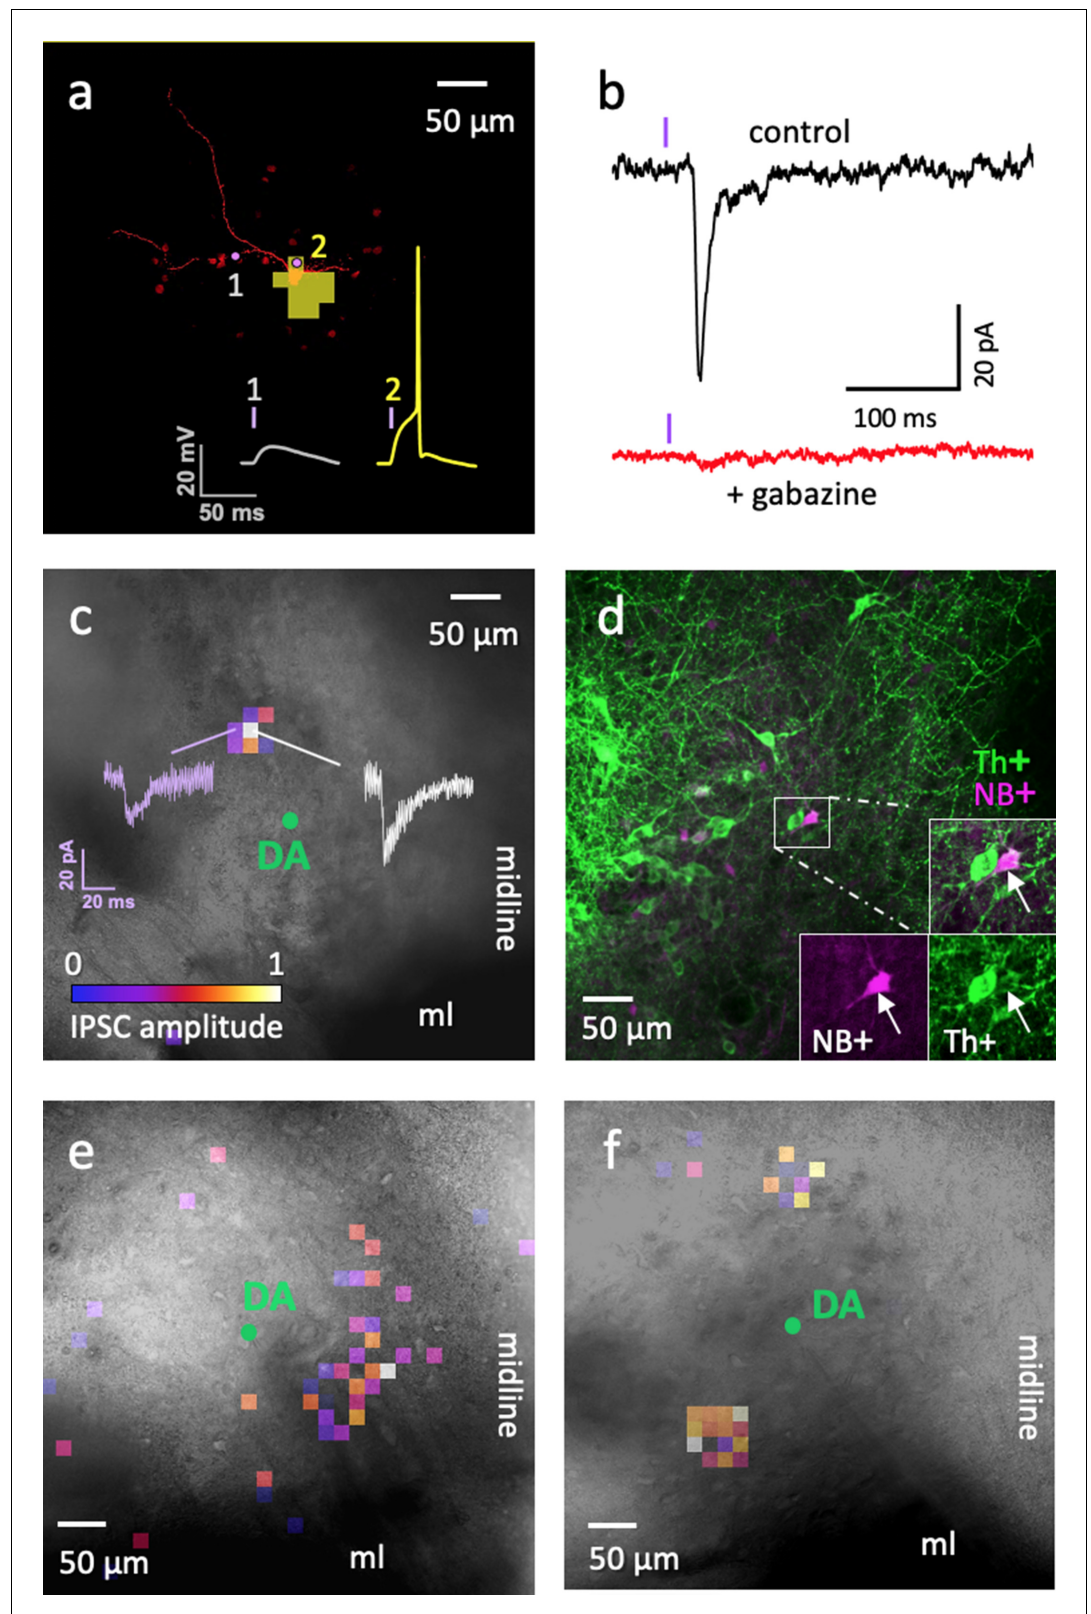 a
50 µm
2
1
1
2
20 mV
50 ms
b
control
20 pA
100 ms
+ gabazine
c
50 µm
DA
20 pA
20 ms
midline
0
1
IPSC amplitude
ml
d
Th+
NB+
50 µm
NB+
Th+
e
DA
midline
50 µm
ml
f
DA
midline
50 µm
ml